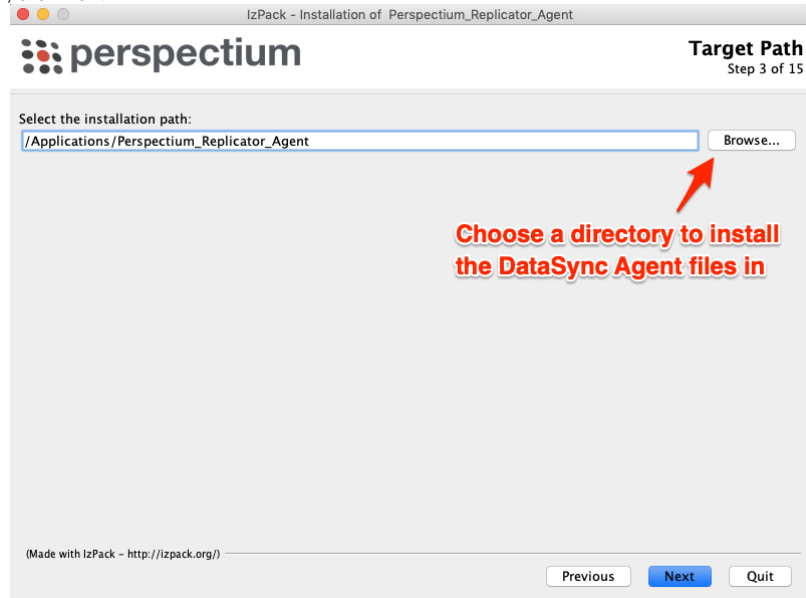 IzPack - Installation of Perspectium_Replicator_Agent
perspectium
Target Path
Step 3 of 15
Select the installation path:
/Applications/Perspectium_Replicator_Agent
Browse...
Choose a directory to install
the DataSync Agent files in
(Made with IzPack - http://izpack.org/)
Previous
Next
Quit